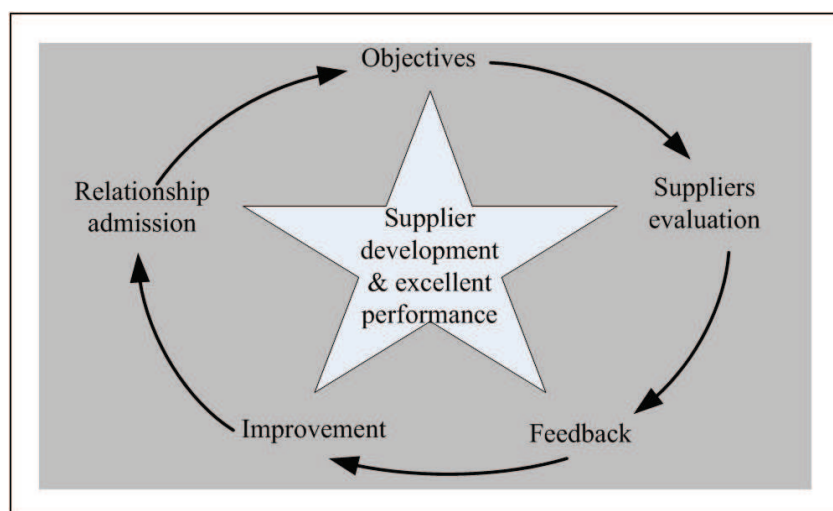 Objectives
Suppliers
evaluation
Feedback
Improvement
Relationship
admission
Supplier
development
& excellent
performance